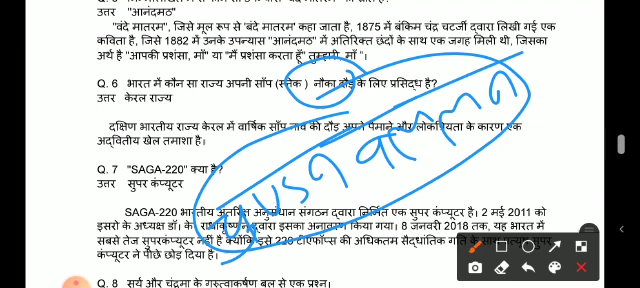 उत्तर "आनंदमठ"
"वंदे मातरम", जिसे मूल रूप से 'बंदे मातरम' कहा जाता है, 1875 में बंकिम चंद्र चटर्जी द्वारा लिखी गई एक
कविता है, जिसे 1882 में उनके उपन्यास "आनंदमठ" में अतिरिक्त छंदों के साथ एक जगह मिली थी, जिसका
अर्थ है "आपकी प्रशंसा, माँ" या "मैं प्रशंसा करता हूँ" तुम्हारी, माँ "।
Q. 6 भारत में कौन सा राज्य अपनी साँप (स्नेक ) नौका दौड़ के लिए प्रसिद्ध है?
उत्तर केरल राज्य
दक्षिण भारतीय राज्य केरल में वार्षिक साँप नाव की दौड़ अपने पैमाने और लोकप्रियता के कारण एक
अद्वितीय खेल तमाशा है।
Q. 7 "SAGA-220" क्या है?
उत्तर सुपर कंप्यूटर
SAGA-220 भारतीय अंतरिक्ष अनुसंधान संगठन द्वारा निर्मित एक सुपर कंप्यूटर है। 2 मई 2011 को
इसरो के अध्यक्ष डॉ। के राधाकृष्णन द्वारा इसका अनावरण किया गया। 8 जनवरी 2018 तक, यह भारत में
सबसे तेज सुपरकंप्यूटर नहीं है क्योंकि इसे 220 टीएफॉप्स की अधिकतम सैद्धांतिक गति के साथ सुपर
कंप्यूटर ने पीछे छोड़ दिया है।
Q. 8 सूर्य और चंद्रमा के गुरुत्वाकर्षण बल से एक प्रश्न।